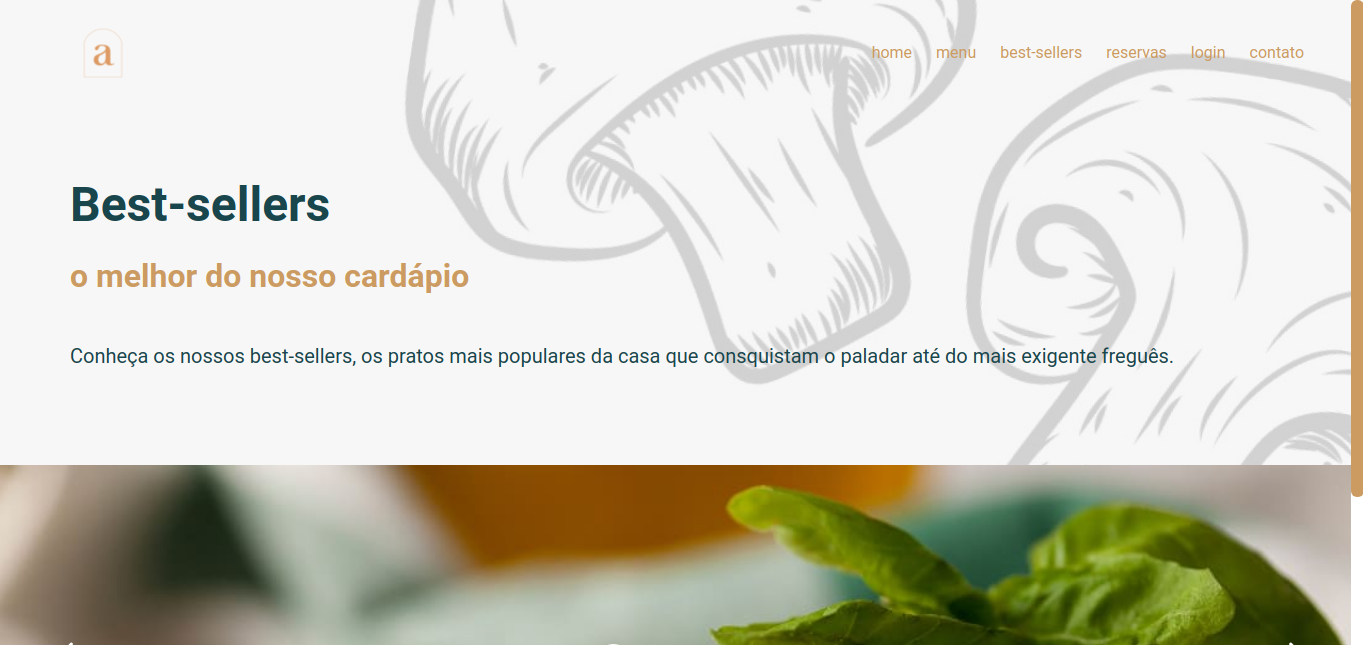 a
home menu best-sellers reservas login contato
Best-sellers
o melhor do nosso cardápio
Conheça os nossos best-sellers, os pratos mais populares da casa que consquistam o paladar até do mais exigente freguês.